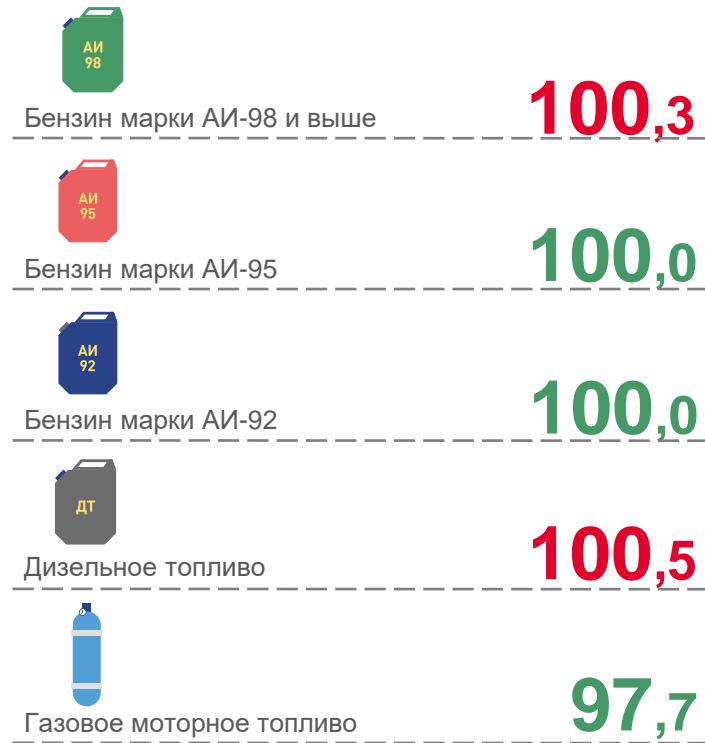 АИ
98
Бензин марки АИ-98 и выше 100,3
АИ
95
Бензин марки АИ-95 100,0
АИ
92
Бензин марки АИ-92 100,0
ДТ
Дизельное топливо 100,5
Газовое моторное топливо 97,7